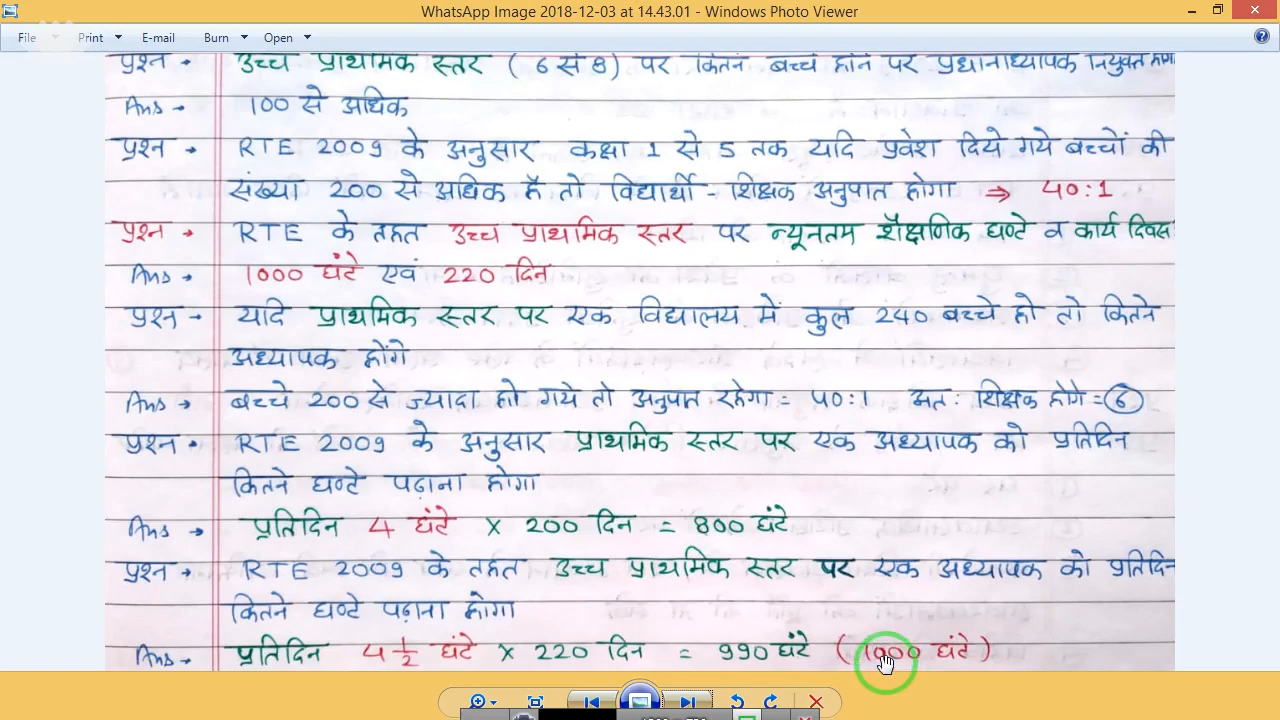 WhatsApp Image 2018-12-03 at 14.43.01 - Windows Photo Viewer
File Print E-mail Burn Open
प्रश्न - उच्च प्राथमिक स्तर ( 6 से 8 ) पर कितने बच्चे होने पर प्रधानाध्यापक नियुक्त होगा
Ans → 100 से अधिक
प्रश्न → RTE 2009 के अनुसार कक्षा 1 से 5 तक यदि प्रवेश दिये गये बच्चों की
संख्या 200 से अधिक है तो विद्यार्थी - शिक्षक अनुपात होगा ⇒ 40:1
प्रश्न → RTE के तहत उच्च प्राथमिक स्तर पर न्यूनतम शैक्षणिक घण्टे व कार्य दिवस
Ans → 1000 घंटे एवं 220 दिन
प्रश्न → यदि प्राथमिक स्तर पर एक विद्यालय में कुल 240 बच्चे हो तो कितने
अध्यापक होंगे
Ans → बच्चे 200 से ज्यादा हो गये तो अनुपात रहेगा = 40:1 अत: शिक्षक होंगे = 6
प्रश्न - RTE 2009 के अनुसार प्राथमिक स्तर पर एक अध्यापक को प्रतिदिन
कितने घण्टे पढ़ाना होगा
Ans → प्रतिदिन 4 घंटे × 200 दिन = 800 घंटे
प्रश्न → RTE 2009 के तहत उच्च प्राथमिक स्तर पर एक अध्यापक को प्रतिदिन
कितने घण्टे पढ़ाना होगा
Ans → प्रतिदिन 4 1/2 घंटे × 220 दिन = 990 घंटे ( 1000 घंटे )